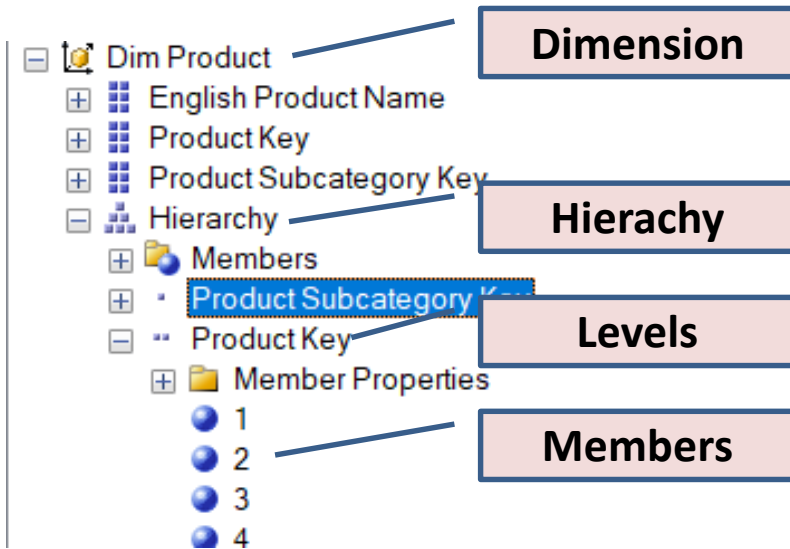 Dimension
Dim Product
English Product Name
Product Key
Product Subcategory Key
Hierarchy
Hierachy
Members
Product Subcategory Key
Product Key
Levels
Member Properties
1
2
Members
3
4